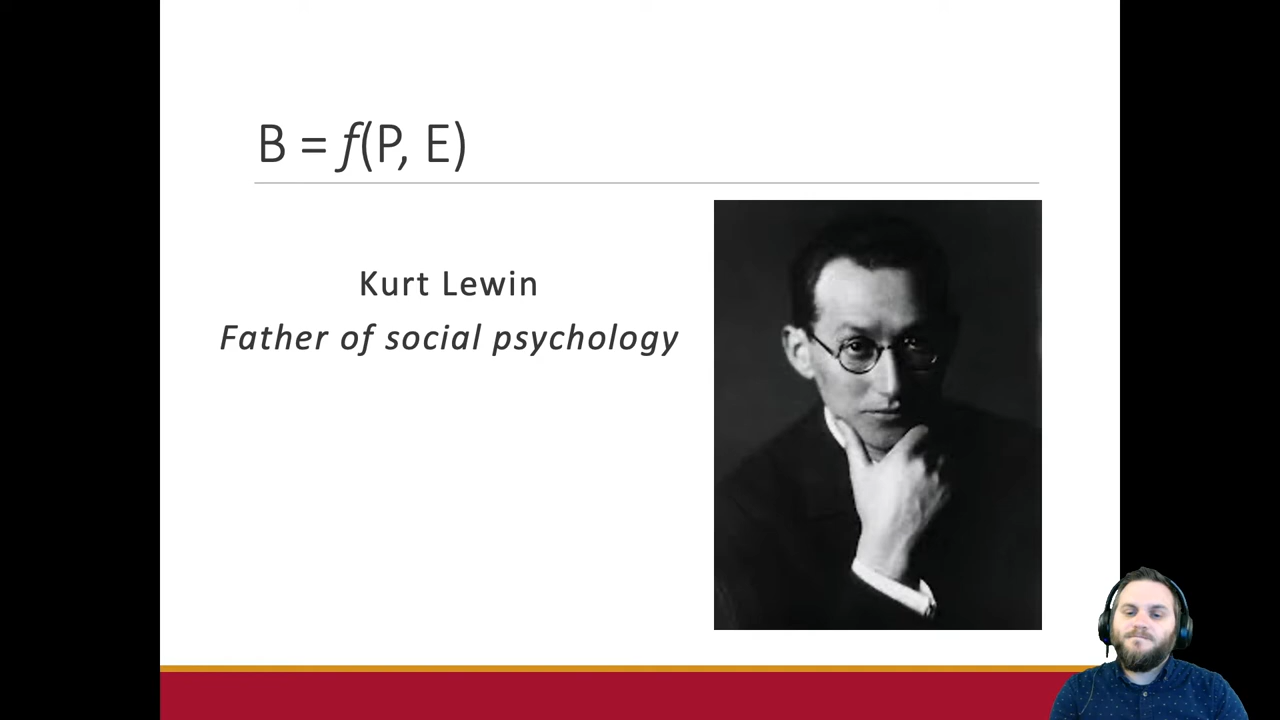 B = f(P, E)
Kurt Lewin
Father of social psychology